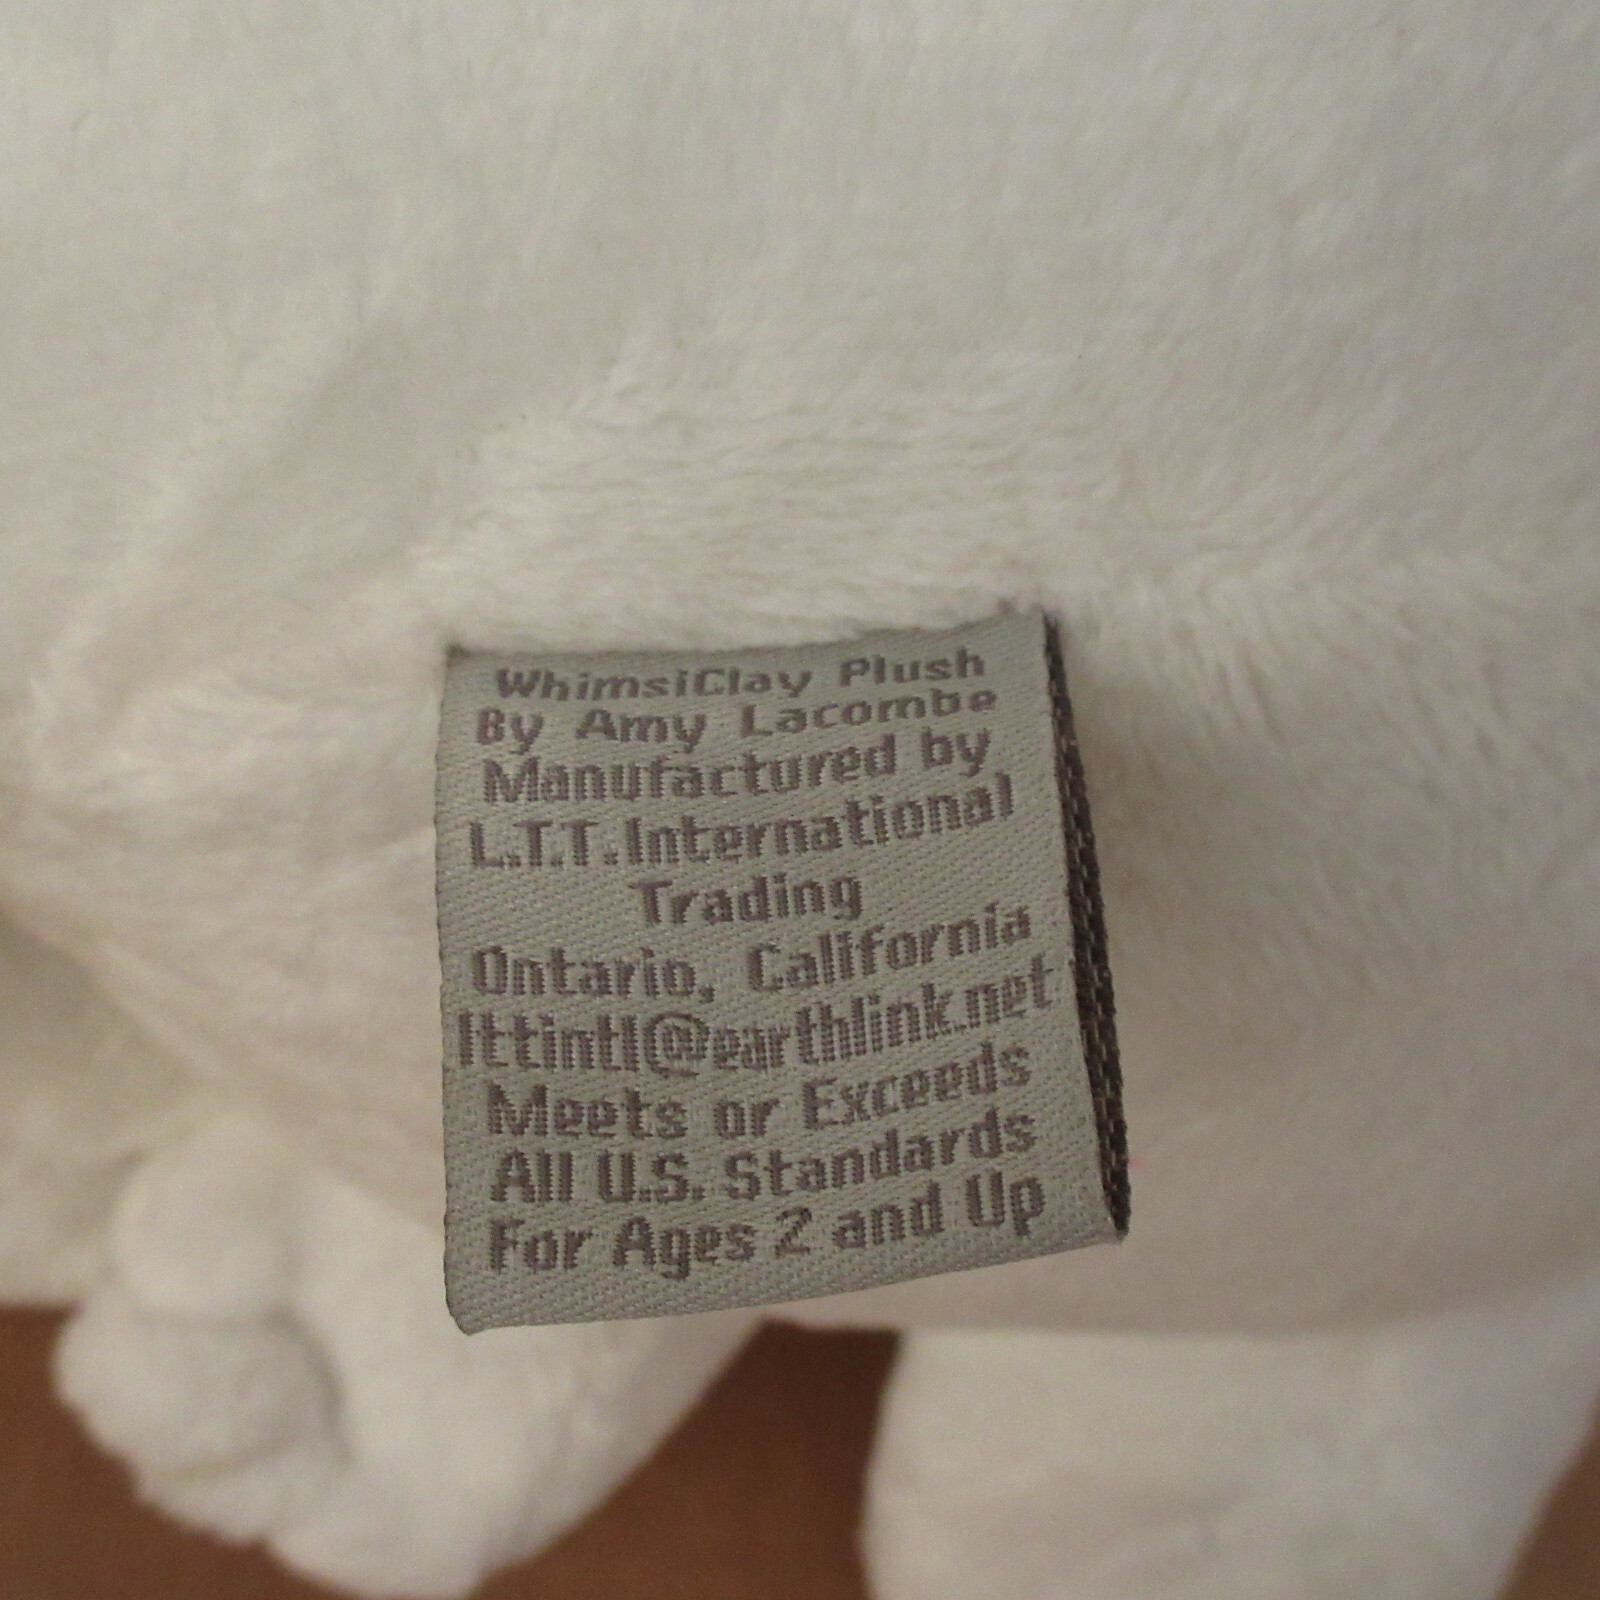 WhimsiClay Plush
By Amy Lacombe
Manufactured by
L.T.T. International
Trading
Ontario, California
lttintl@earthlink.net
Meets or Exceeds
All U.S. Standards
For Ages 2 and Up